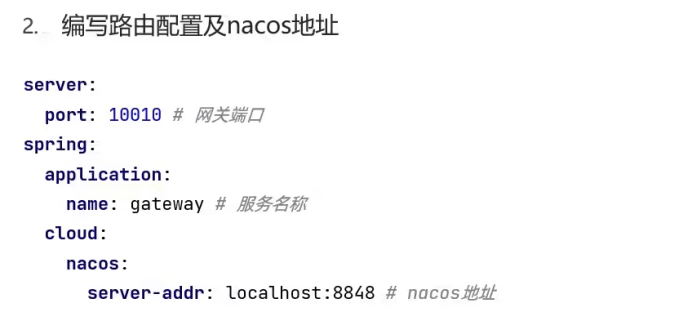 2. 编写路由配置及nacos地址
server:
  port: 10010 # 网关端口
spring:
  application:
    name: gateway # 服务名称
  cloud:
    nacos:
      server-addr: localhost:8848 # nacos地址